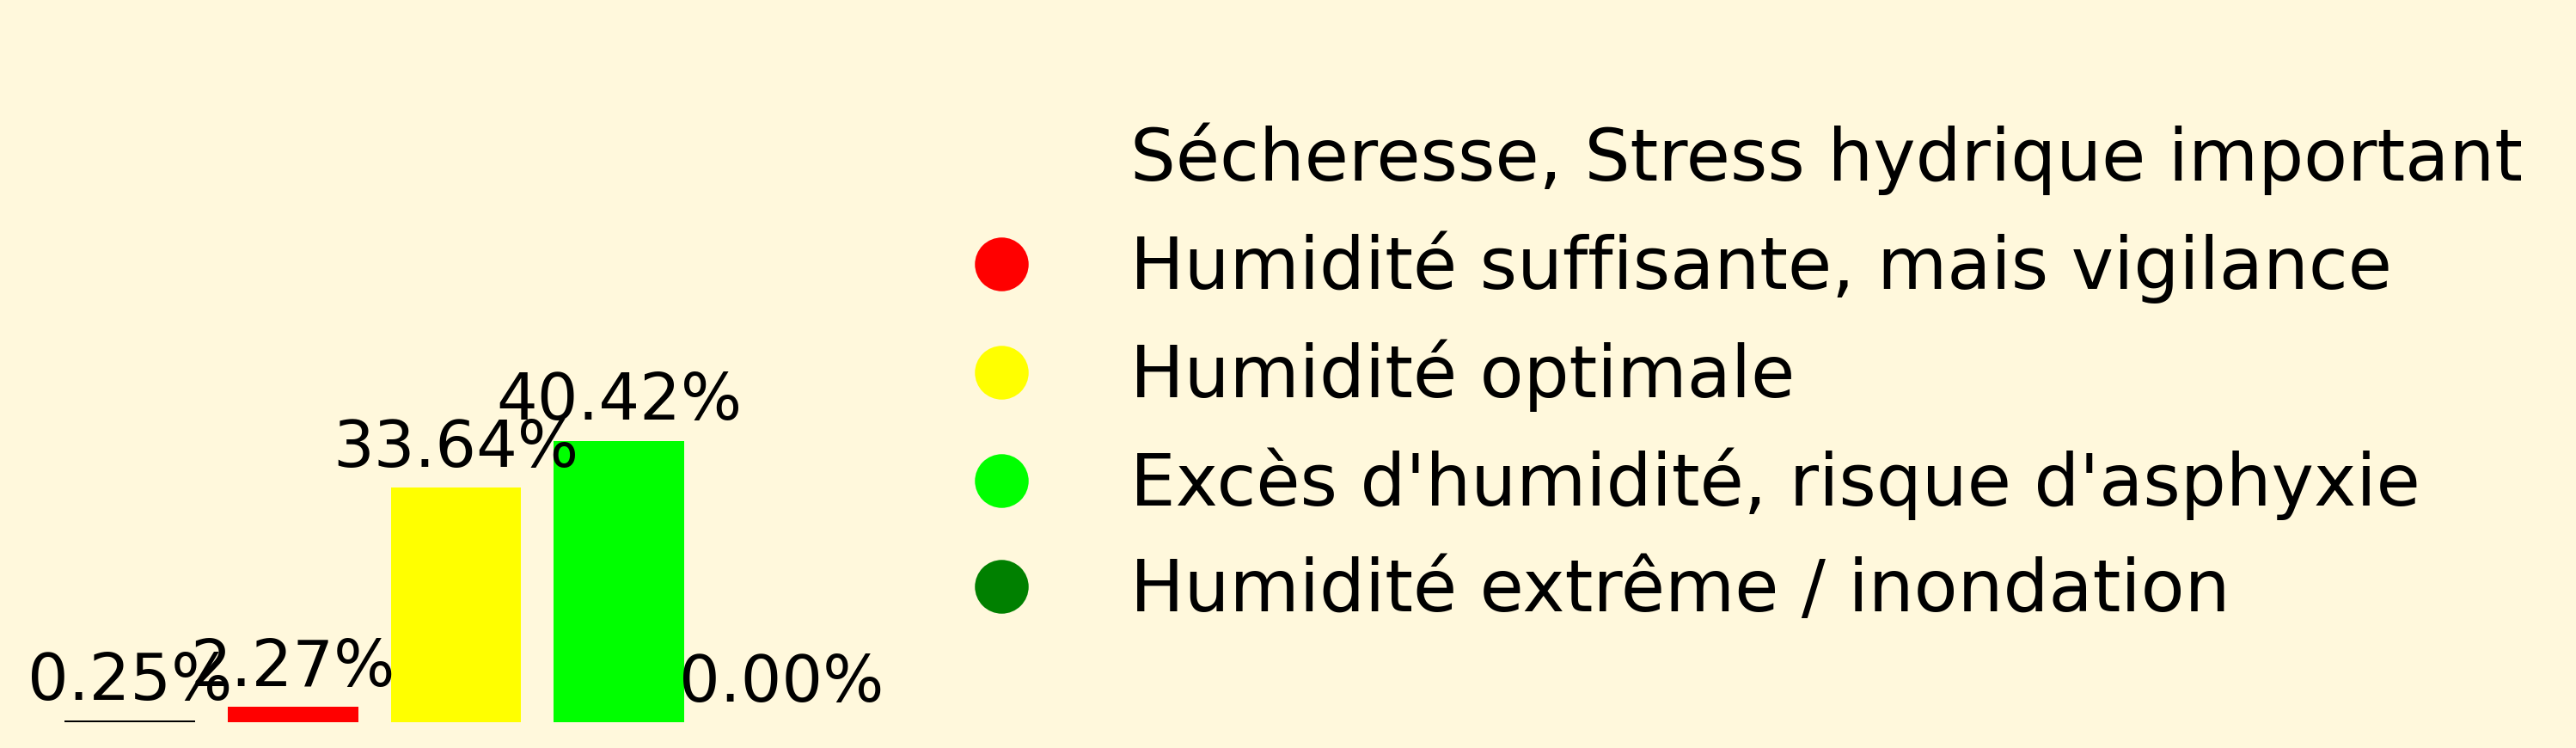 Sécheresse, Stress hydrique important
Humidité suffisante, mais vigilance
Humidité optimale
Excès d'humidité, risque d'asphyxie
Humidité extrême / inondation
40.42%
33.64%
2.27%
0.25%
0.00%